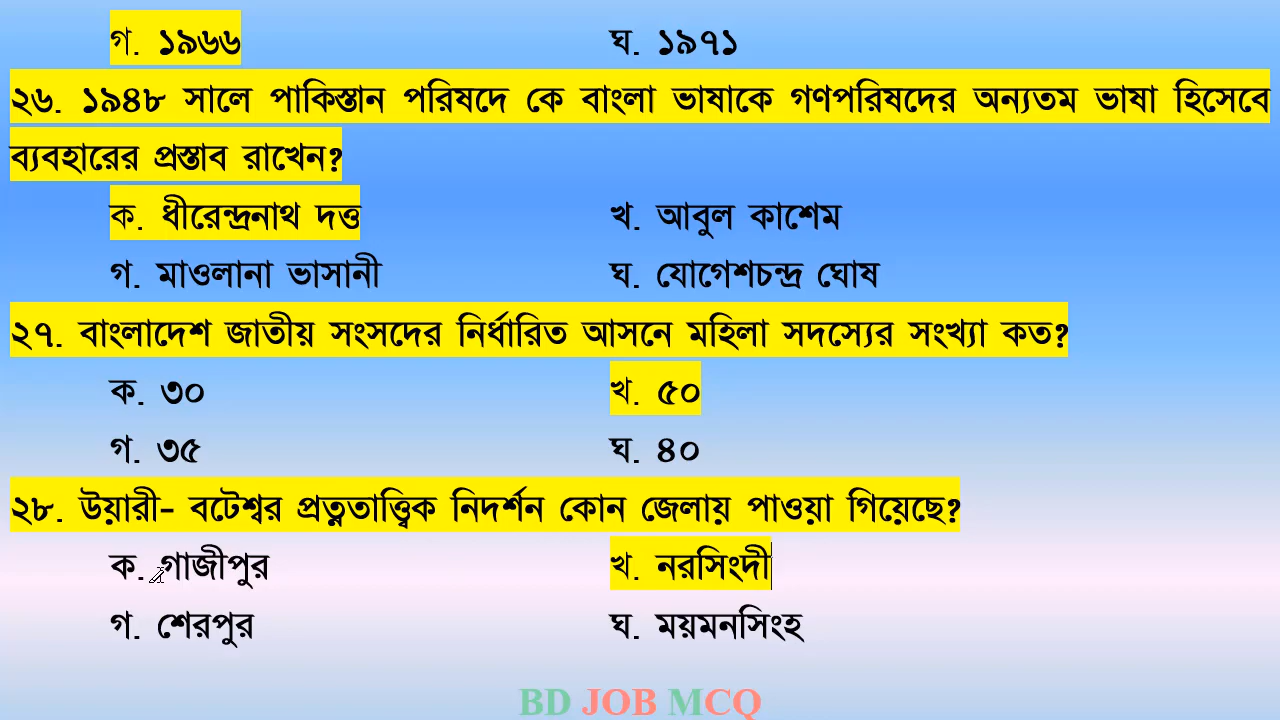 গ. ১৯৬৬ ঘ. ১৯৭১
২৬. ১৯৪৮ সালে পাকিস্তান পরিষদে কে বাংলা ভাষাকে গণপরিষদের অন্যতম ভাষা হিসেবে
ব্যবহারের প্রস্তাব রাখেন?
ক. ধীরেন্দ্রনাথ দত্ত খ. আবুল কাশেম
গ. মাওলানা ভাসানী ঘ. যোগেশচন্দ্র ঘোষ
২৭. বাংলাদেশ জাতীয় সংসদের নির্ধারিত আসনে মহিলা সদস্যের সংখ্যা কত?
ক. ৩০ খ. ৫০
গ. ৩৫ ঘ. ৪০
২৮. উয়ারী- বটেশ্বর প্রত্নতাত্ত্বিক নিদর্শন কোন জেলায় পাওয়া গিয়েছে?
ক. গাজীপুর খ. নরসিংদী
গ. শেরপুর ঘ. ময়মনসিংহ
BD JOB MCQ